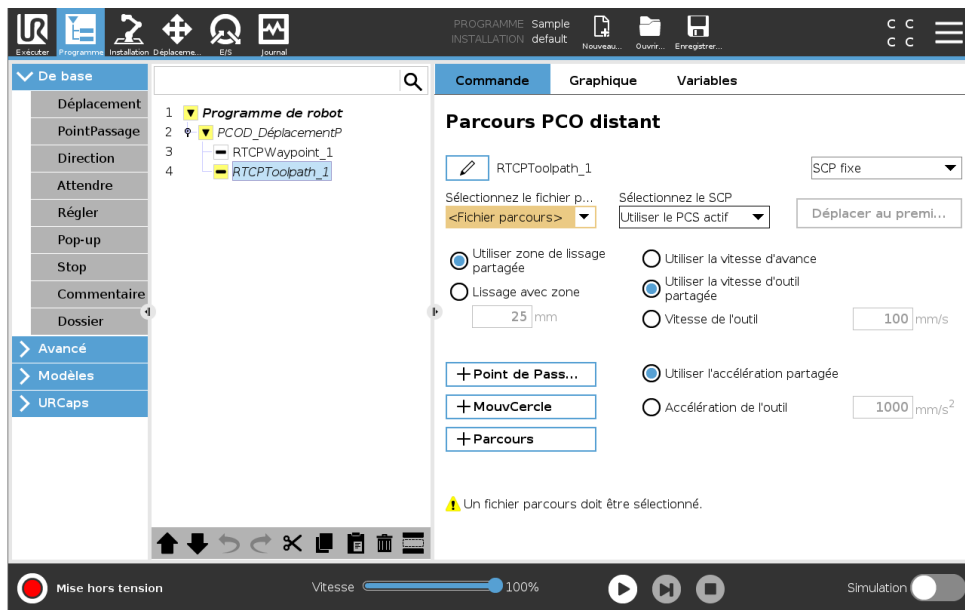 PROGRAMME Sample
INSTALLATION default
Exécuter
Programme
Installation
Déplaceme...
E/S
Journal
Nouveau...
Ouvrir...
Enregistrer...
C C
C C
De base
Déplacement
PointPassage
Direction
Attendre
Régler
Pop-up
Stop
Commentaire
Dossier
Avancé
Modèles
URCaps
1 Programme de robot
2 PCOD_DéplacementP
3 RTCPWaypoint_1
4 RTCPToolpath_1
Commande Graphique Variables
Parcours PCO distant
RTCPToolpath_1
SCP fixe
Sélectionnez le fichier p...
Sélectionnez le SCP
<Fichier parcours>
Utiliser le PCS actif
Déplacer au premi...
Utiliser zone de lissage
partagée
Lissage avec zone
25 mm
Utiliser la vitesse d'avance
Utiliser la vitesse d'outil
partagée
Vitesse de l'outil
100 mm/s
+Point de Pass...
+MouvCercle
+Parcours
Utiliser l'accélération partagée
Accélération de l'outil
1000 mm/s²
Un fichier parcours doit être sélectionné.
Mise hors tension
Vitesse
100%
Simulation